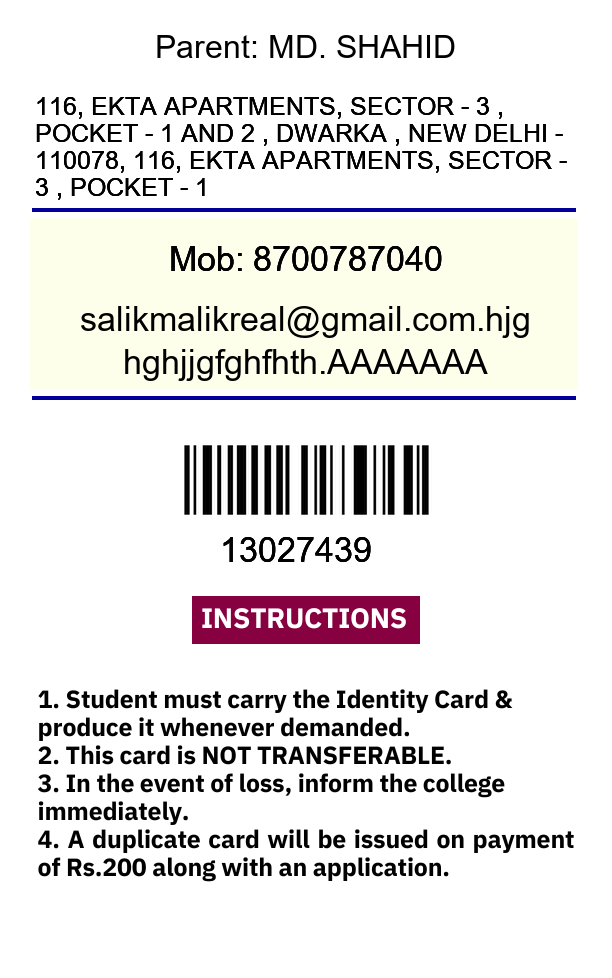 Parent: MD. SHAHID
116, EKTA APARTMENTS, SECTOR - 3 ,
POCKET - 1 AND 2 , DWARKA , NEW DELHI -
110078, 116, EKTA APARTMENTS, SECTOR -
3 , POCKET - 1
Mob: 8700787040
salikmalikreal@gmail.com.hjg
hghjjgfghfhth.AAAAAAA
13027439
INSTRUCTIONS
1. Student must carry the Identity Card &
produce it whenever demanded.
2. This card is NOT TRANSFERABLE.
3. In the event of loss, inform the college
immediately.
4. A duplicate card will be issued on payment
of Rs.200 along with an application.